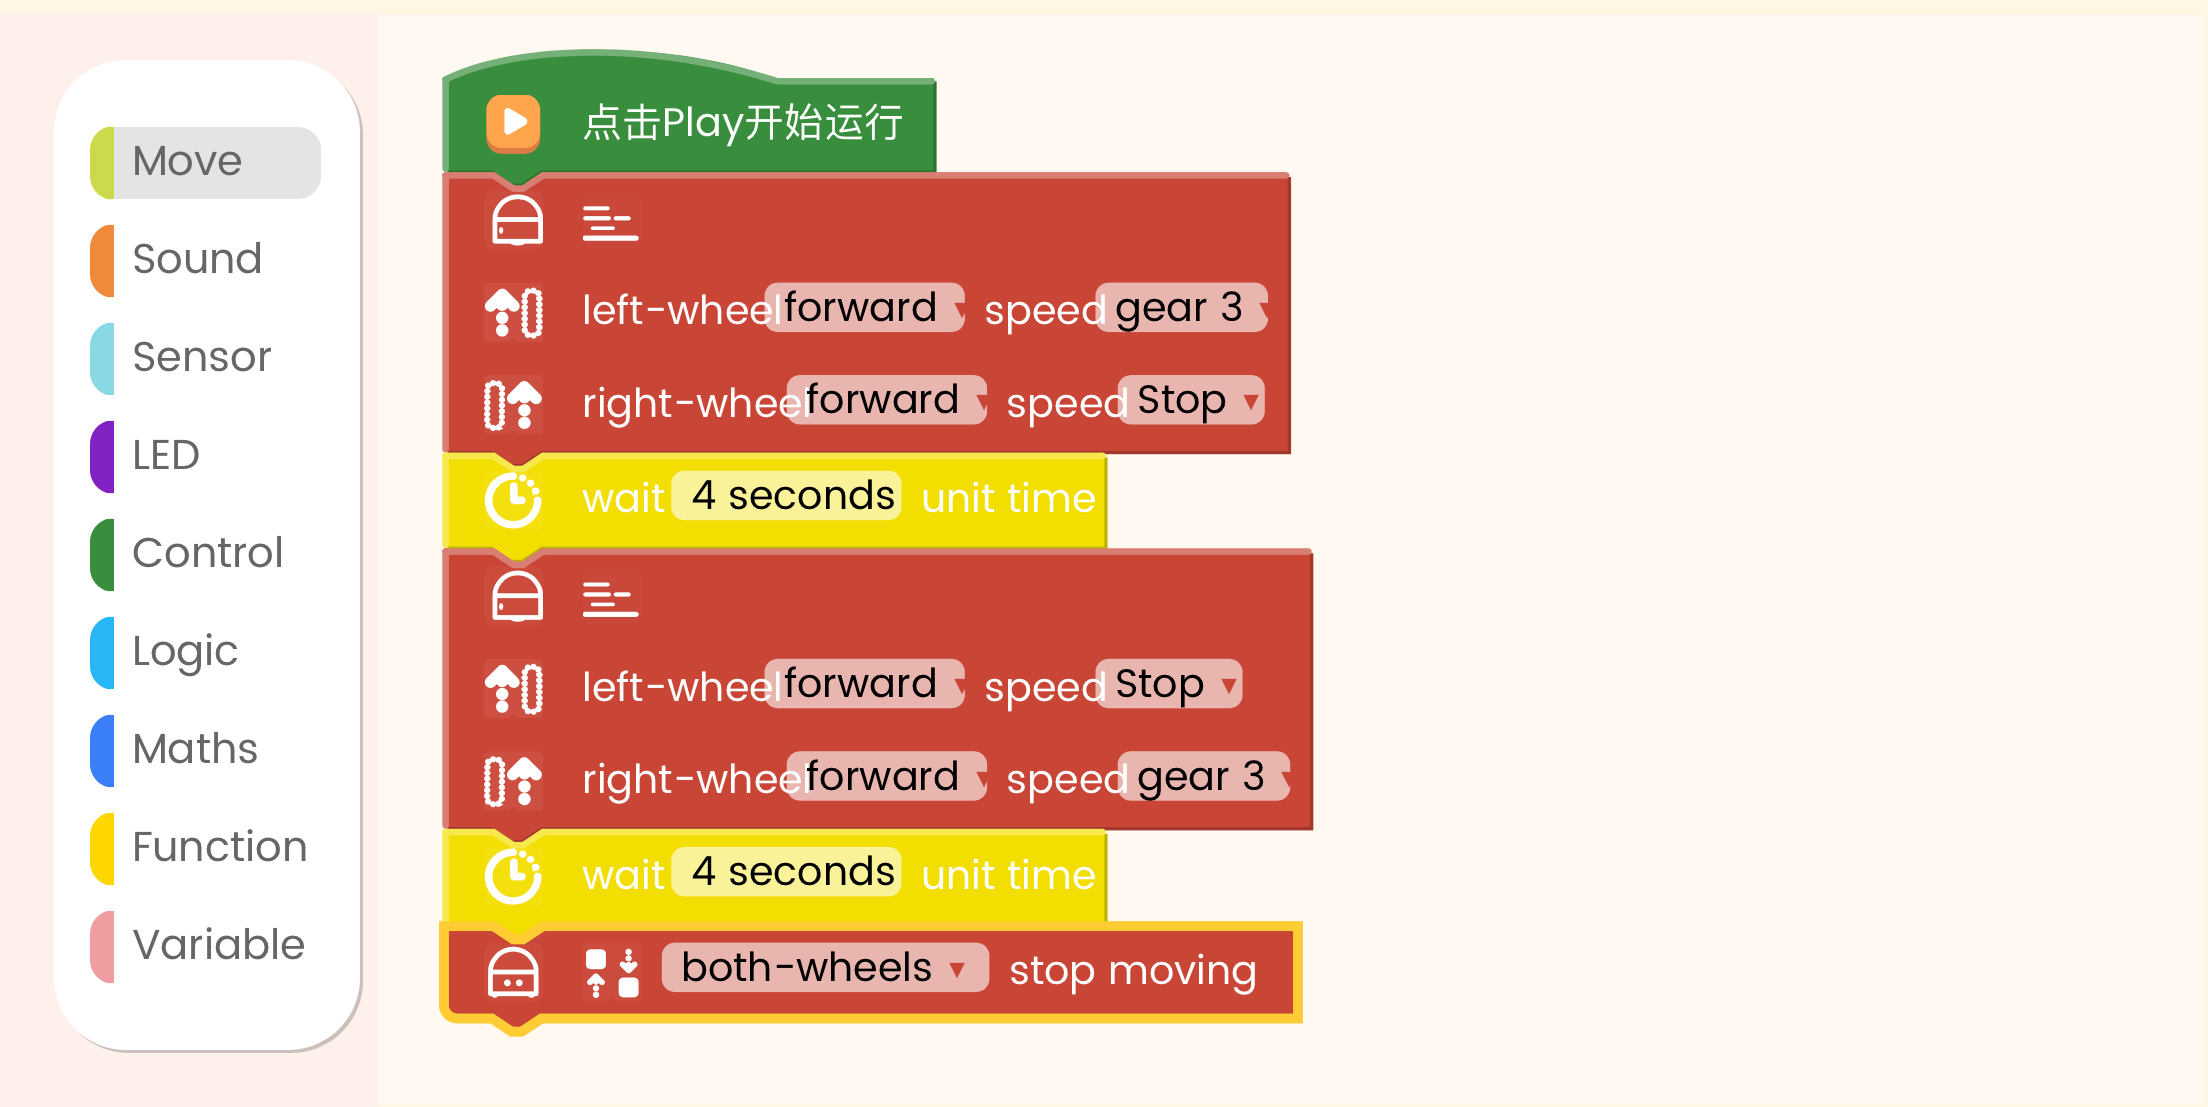 Move
Sound
Sensor
LED
Control
Logic
Maths
Function
Variable
点击Play开始运行
left-wheel forward speed gear 3
right-wheel forward speed Stop
wait 4 seconds unit time
left-wheel forward speed Stop
right-wheel forward speed gear 3
wait 4 seconds unit time
both-wheels stop moving